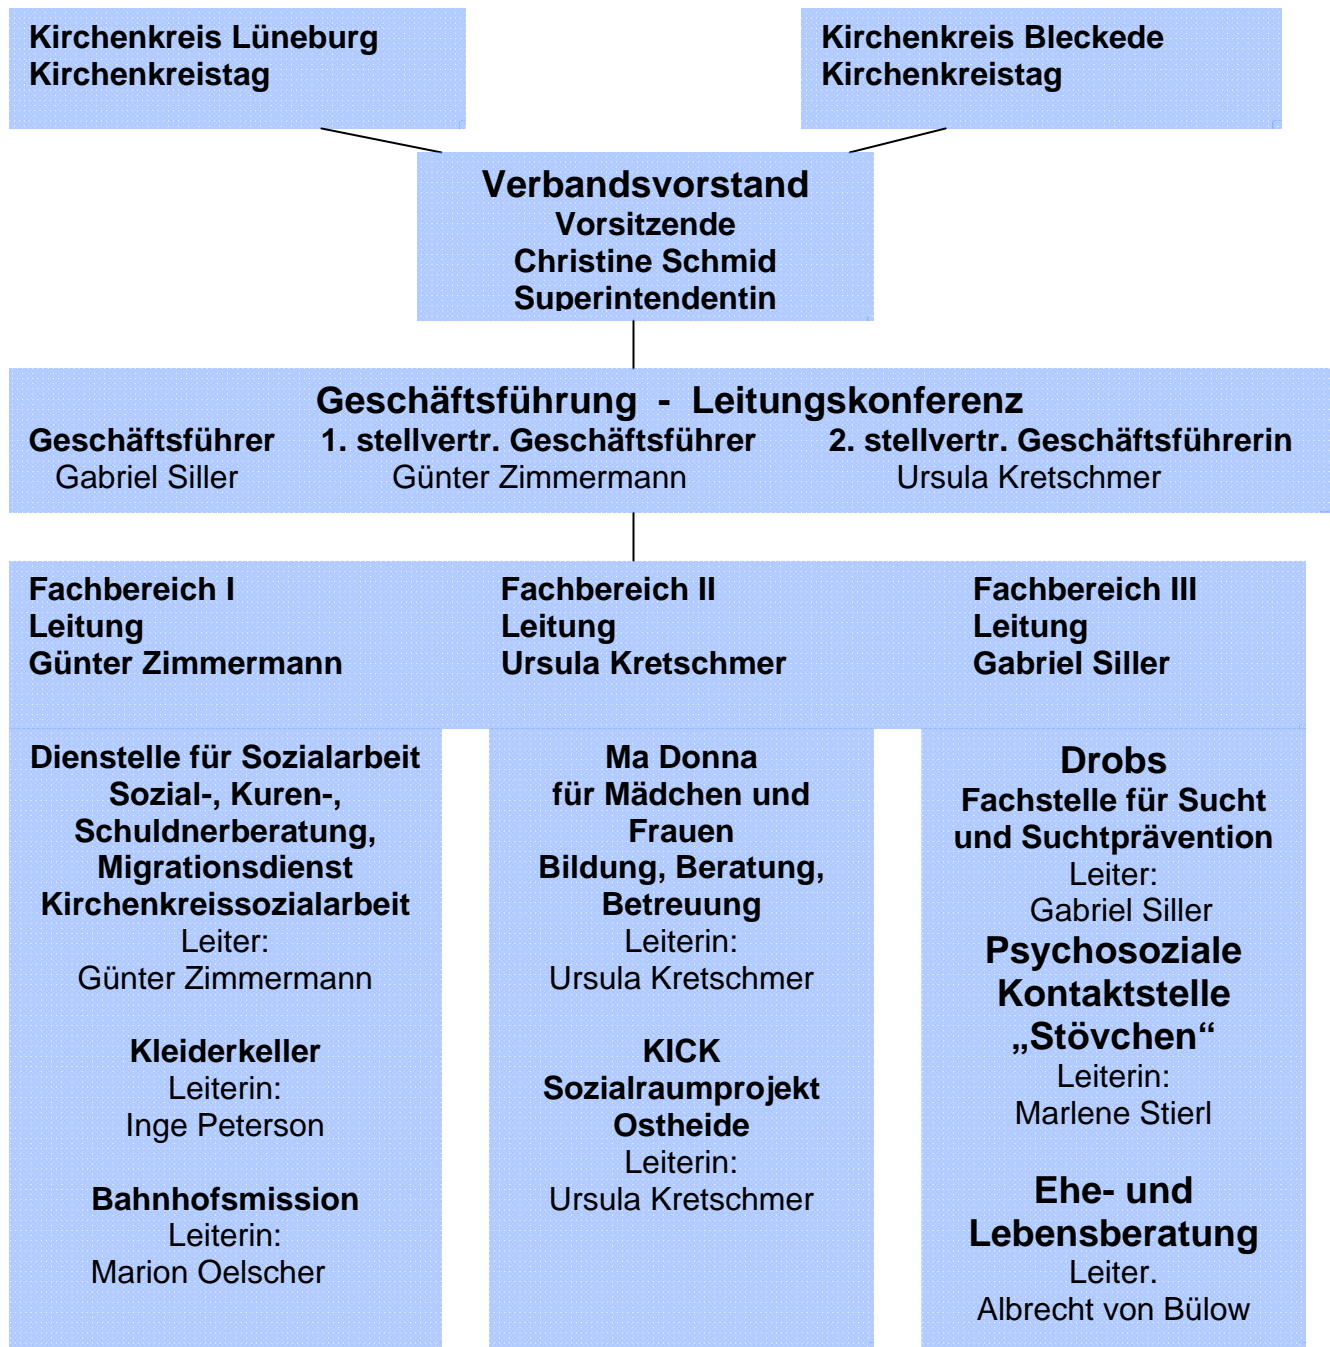 Kirchenkreis Lüneburg
Kirchenkreistag
Kirchenkreis Bleckede
Kirchenkreistag
Verbandsvorstand
Vorsitzende
Christine Schmid
Superintendentin
Geschäftsführung - Leitungskonferenz
Geschäftsführer 1. stellvertr. Geschäftsführer 2. stellvertr. Geschäftsführerin
Gabriel Siller Günter Zimmermann Ursula Kretschmer
Fachbereich I
Leitung
Günter Zimmermann
Fachbereich II
Leitung
Ursula Kretschmer
Fachbereich III
Leitung
Gabriel Siller
Dienstelle für Sozialarbeit
Sozial-, Kuren-,
Schuldnerberatung,
Migrationsdienst
Kirchenkreissozialarbeit
Leiter:
Günter Zimmermann
Kleiderkeller
Leiterin:
Inge Peterson
Bahnhofsmission
Leiterin:
Marion Oelscher
Ma Donna
für Mädchen und
Frauen
Bildung, Beratung,
Betreuung
Leiterin:
Ursula Kretschmer
KICK
Sozialraumprojekt
Ostheide
Leiterin:
Ursula Kretschmer
Drobs
Fachstelle für Sucht
und Suchtprävention
Leiter:
Gabriel Siller
Psychosoziale
Kontaktstelle
„Stövchen“
Leiterin:
Marlene Stierl
Ehe- und
Lebensberatung
Leiter.
Albrecht von Bülow